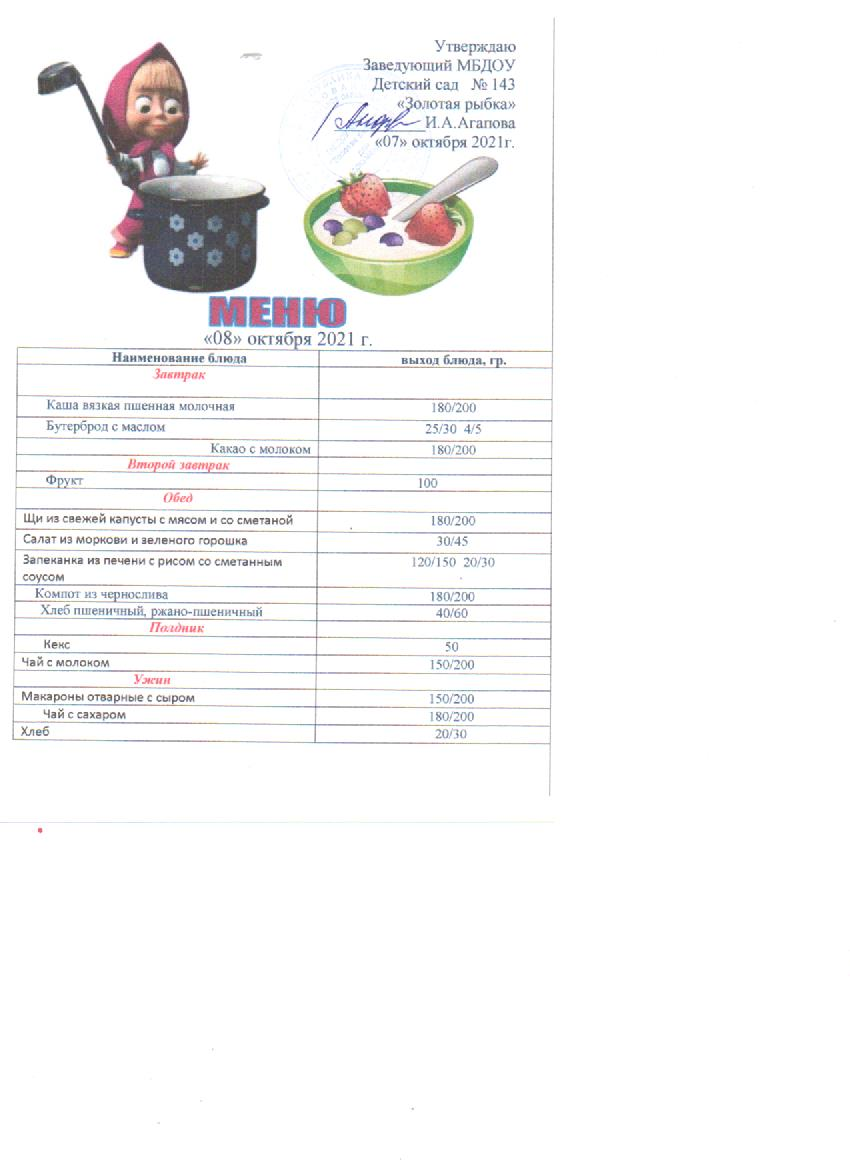 Утверждаю
Заведующий МБДОУ
Детский сад № 143
«Золотая рыбка»
____________И.А.Агапова
«07» октября 2021г.
МЕНЮ
«08» октября 2021 г.
Наименование блюда выход блюда, гр.
Завтрак
Каша вязкая пшенная молочная 180/200
Бутерброд с маслом 25/30 4/5
Какао с молоком 180/200
Второй завтрак
Фрукт 100
Обед
Щи из свежей капусты с мясом и со сметаной 180/200
Салат из моркови и зеленого горошка 30/45
Запеканка из печени с рисом со сметанным 120/150 20/30
соусом
Компот из чернослива 180/200
Хлеб пшеничный, ржано-пшеничный 40/60
Полдник
Кекс 50
Чай с молоком 150/200
Ужин
Макароны отварные с сыром 150/200
Чай с сахаром 180/200
Хлеб 20/30